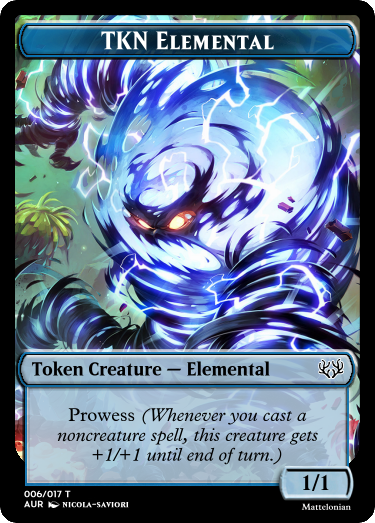 TKN Elemental
Token Creature — Elemental
Prowess (Whenever you cast a
noncreature spell, this creature gets
+1/+1 until end of turn.)
1/1
006/017 T
AUR NICOLA-SAVIORI
Mattelonian